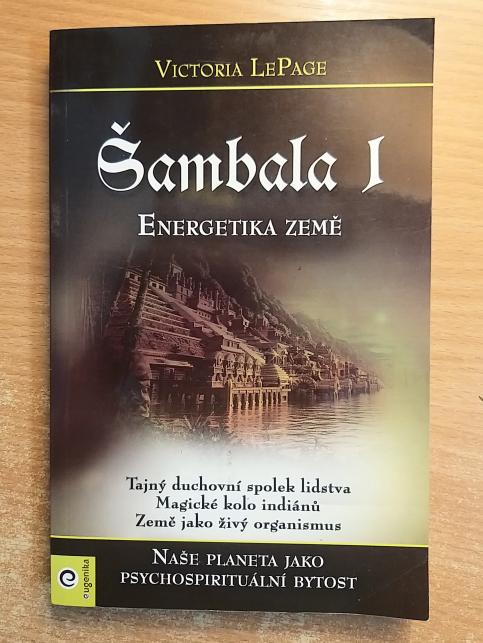 Victoria LePage
Šambala I
Energetika země
Tajný duchovní spolek lidstva
Magické kolo indiánů
Země jako živý organismus
Naše planeta jako
psychospirituální bytost
eugenika